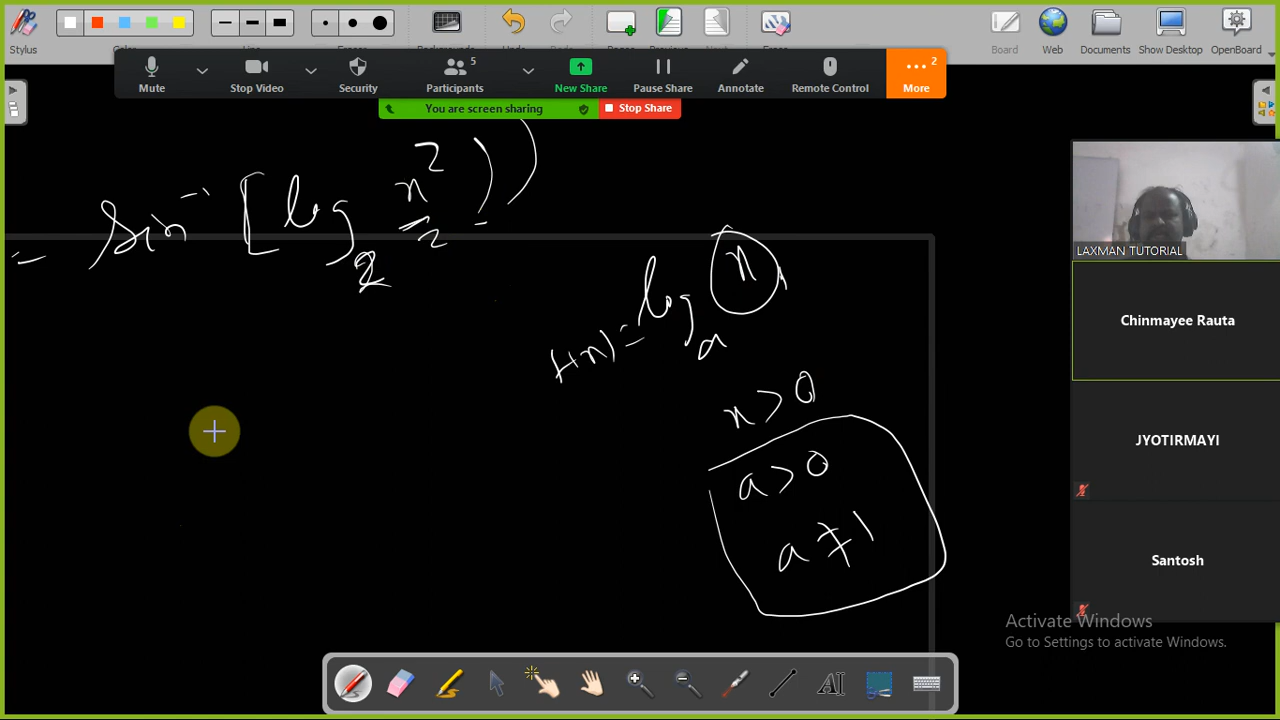 Stylus
Undo
Board
Web
Documents
Show Desktop
OpenBoard
Mute
Stop Video
Security
Participants
5
New Share
Pause Share
Annotate
Remote Control
More
2
You are screen sharing
Stop Share
= sin⁻¹ [log₂ x²/2]
f(x) = logₐ x
x > 0
a > 0
a ≠ 1
LAXMAN TUTORIAL
Chinmayee Rauta
JYOTIRMAYI
Santosh
Activate Windows
Go to Settings to activate Windows.
AI